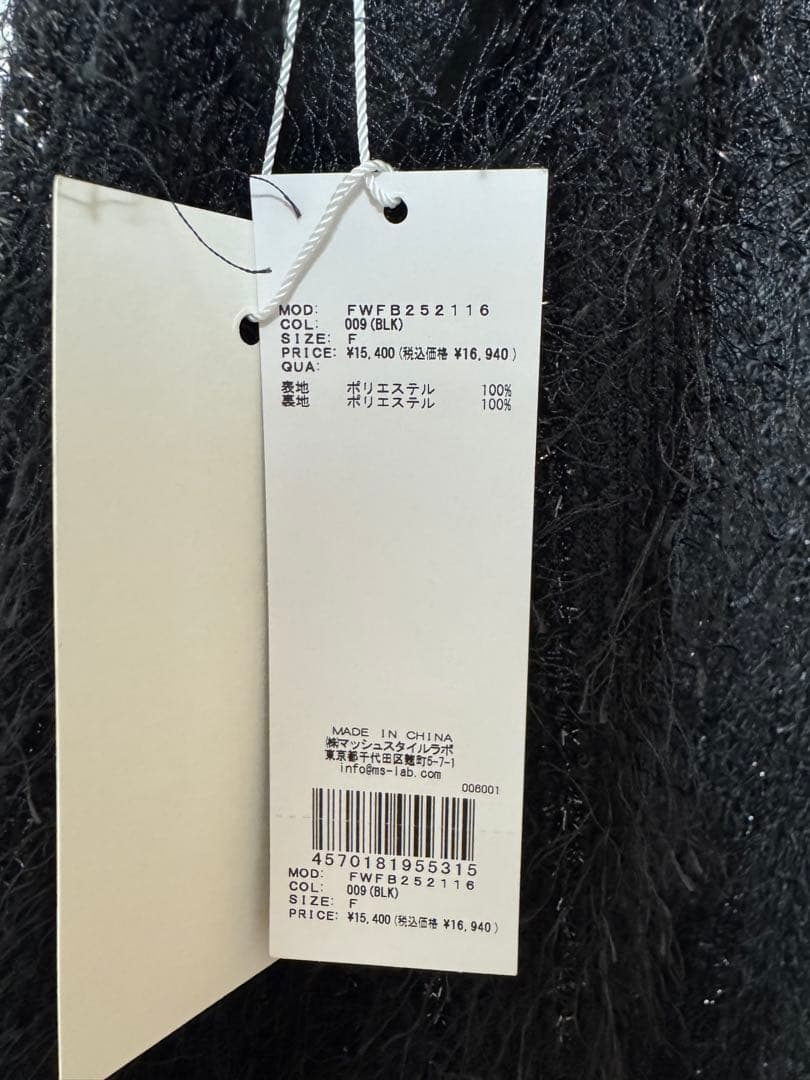 MOD: FWFB252116
COL: 009(BLK)
SIZE: F
PRICE: ¥15,400(税込価格 ¥16,940)
QUA:
表地 ポリエステル 100%
裏地 ポリエステル 100%
MADE IN CHINA
㈱マッシュスタイルラボ
東京都千代田区麹町5-7-1
info@ms-lab.com
006001
4570181955315
MOD: FWFB252116
COL: 009(BLK)
SIZE: F
PRICE: ¥15,400(税込価格 ¥16,940)